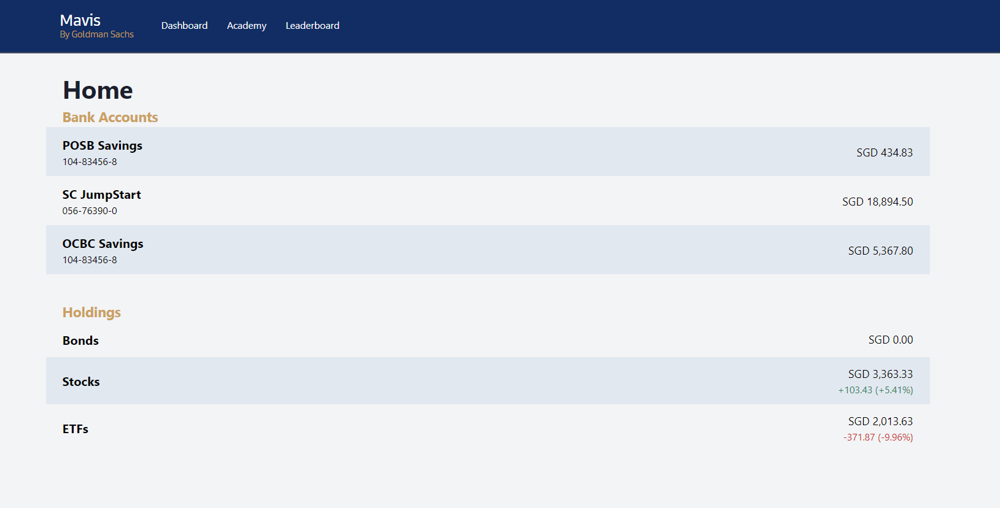 Mavis
By Goldman Sachs
Dashboard Academy Leaderboard
Home
Bank Accounts
POSB Savings
104-83456-8
SGD 434.83
SC JumpStart
056-76390-0
SGD 18,894.50
OCBC Savings
104-83456-8
SGD 5,367.80
Holdings
Bonds
SGD 0.00
Stocks
SGD 3,363.33
+103.43 (+5.41%)
ETFs
SGD 2,013.63
-371.87 (-9.96%)